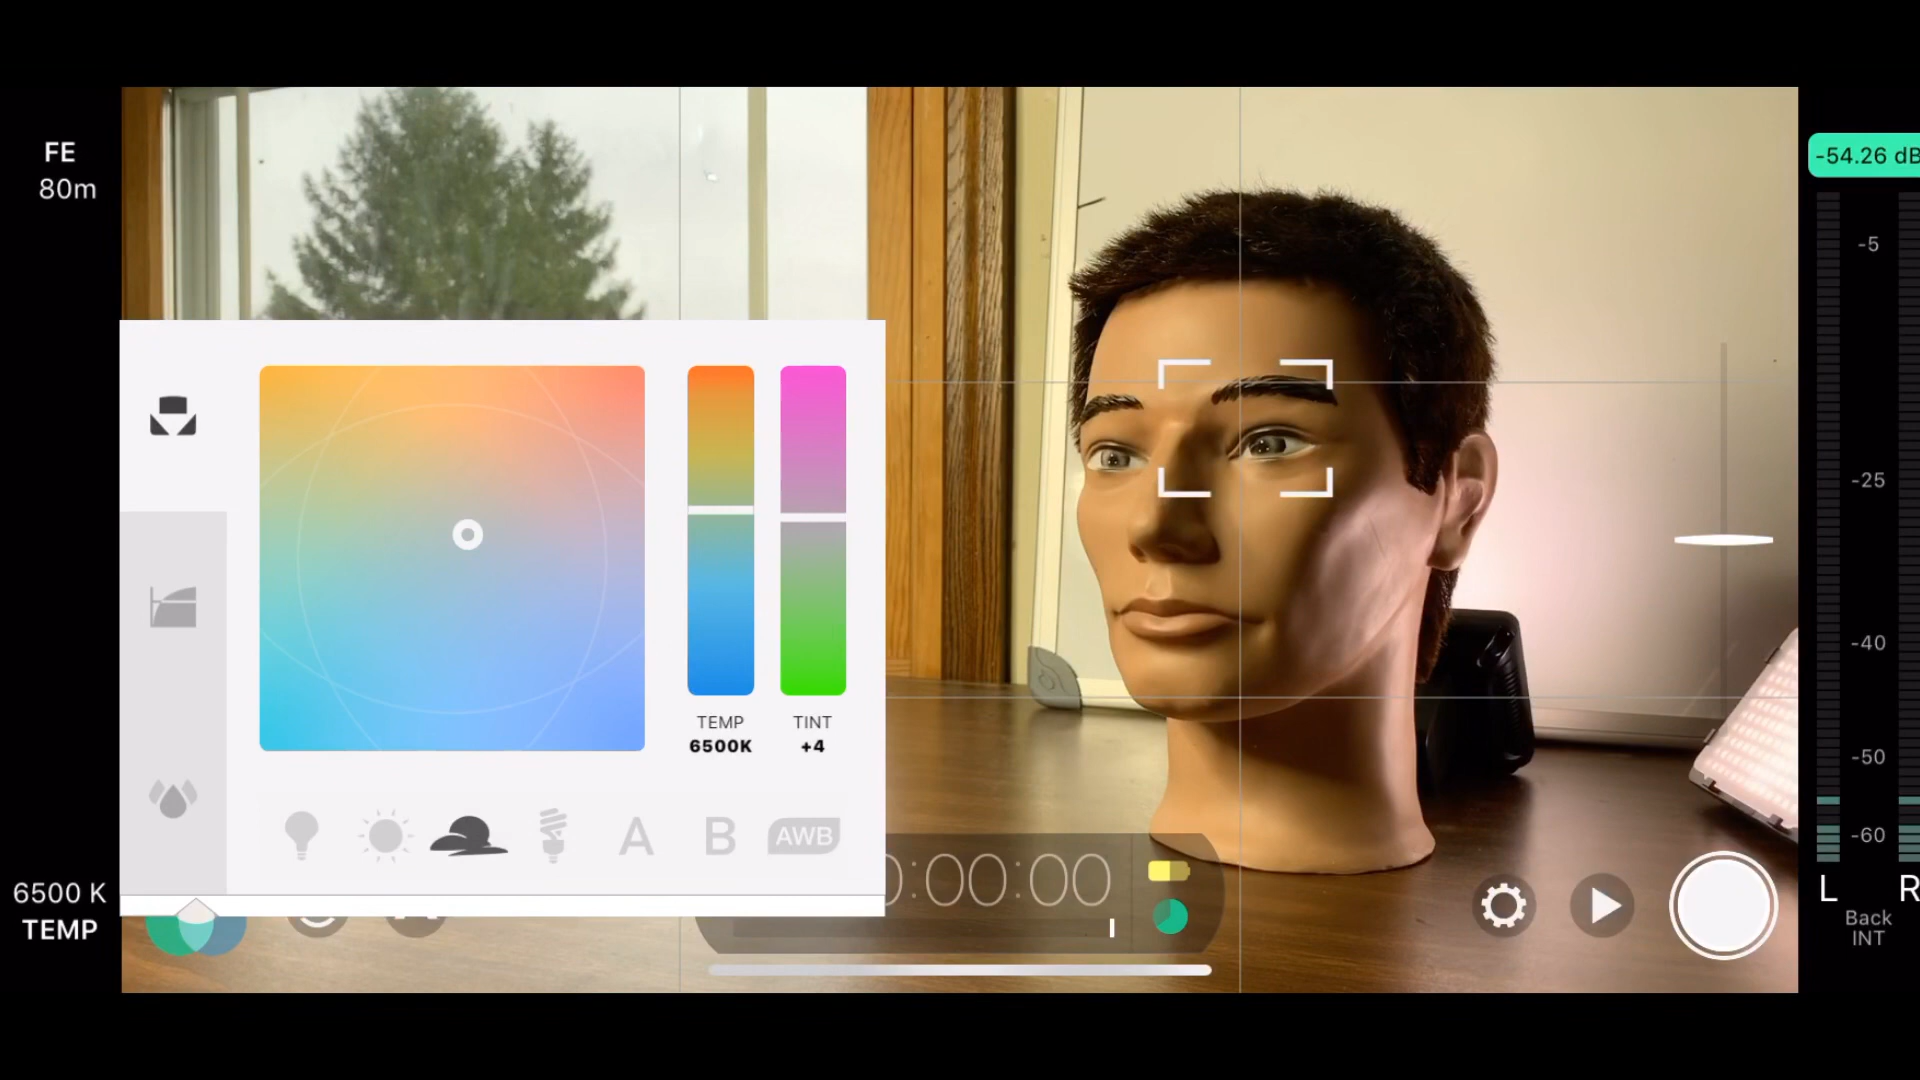 FE
80m
-54.26 dB
-5
-25
-40
-50
-60
L R
Back
INT
TEMP TINT
6500K +4
A B AWB
6500 K
TEMP
:00:00